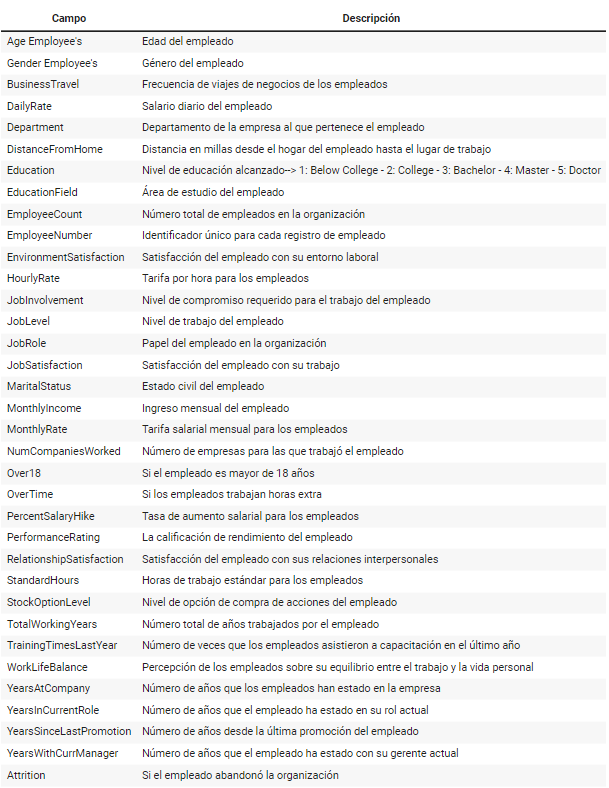 Campo Descripción
Age Employee's Edad del empleado
Gender Employee's Género del empleado
BusinessTravel Frecuencia de viajes de negocios de los empleados
DailyRate Salario diario del empleado
Department Departamento de la empresa al que pertenece el empleado
DistanceFromHome Distancia en millas desde el hogar del empleado hasta el lugar de trabajo
Education Nivel de educación alcanzado--> 1: Below College - 2: College - 3: Bachelor - 4: Master - 5: Doctor
EducationField Área de estudio del empleado
EmployeeCount Número total de empleados en la organización
EmployeeNumber Identificador único para cada registro de empleado
EnvironmentSatisfaction Satisfacción del empleado con su entorno laboral
HourlyRate Tarifa por hora para los empleados
JobInvolvement Nivel de compromiso requerido para el trabajo del empleado
JobLevel Nivel de trabajo del empleado
JobRole Papel del empleado en la organización
JobSatisfaction Satisfacción del empleado con su trabajo
MaritalStatus Estado civil del empleado
MonthlyIncome Ingreso mensual del empleado
MonthlyRate Tarifa salarial mensual para los empleados
NumCompaniesWorked Número de empresas para las que trabajó el empleado
Over18 Si el empleado es mayor de 18 años
OverTime Si los empleados trabajan horas extra
PercentSalaryHike Tasa de aumento salarial para los empleados
PerformanceRating La calificación de rendimiento del empleado
RelationshipSatisfaction Satisfacción del empleado con sus relaciones interpersonales
StandardHours Horas de trabajo estándar para los empleados
StockOptionLevel Nivel de opción de compra de acciones del empleado
TotalWorkingYears Número total de años trabajados por el empleado
TrainingTimesLastYear Número de veces que los empleados asistieron a capacitación en el último año
WorkLifeBalance Percepción de los empleados sobre su equilibrio entre el trabajo y la vida personal
YearsAtCompany Número de años que los empleados han estado en la empresa
YearsInCurrentRole Número de años que el empleado ha estado en su rol actual
YearsSinceLastPromotion Número de años desde la última promoción del empleado
YearsWithCurrManager Número de años que el empleado ha estado con su gerente actual
Attrition Si el empleado abandonó la organización